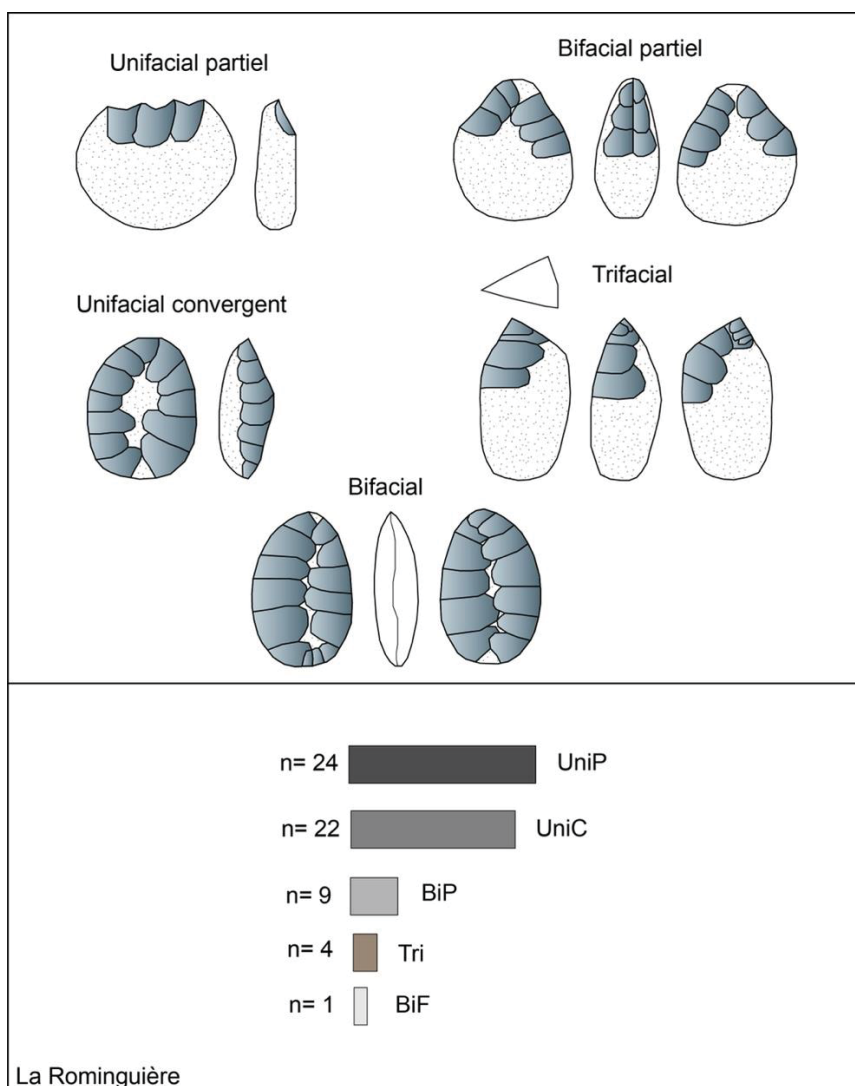 Unifacial partiel
Bifacial partiel
Unifacial convergent
Trifacial
Bifacial
n= 24 UniP
n= 22 UniC
n= 9 BiP
n= 4 Tri
n= 1 BiF
La Rominguière